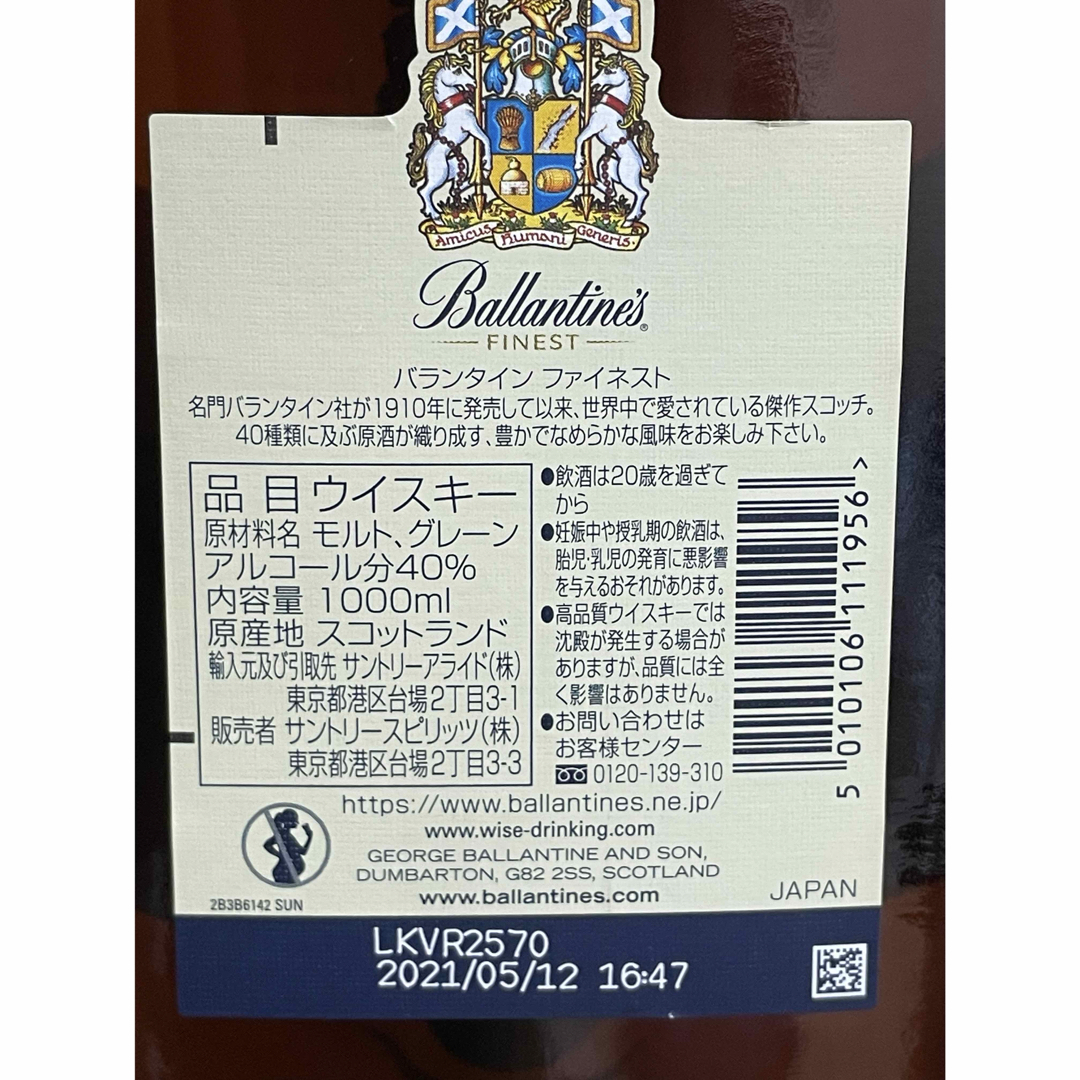 Amicus Humani Generis.
Ballantine's®
FINEST
バランタイン ファイネスト
名門バランタイン社が1910年に発売して以来、世界中で愛されている傑作スコッチ。
40種類に及ぶ原酒が織り成す、豊かでなめらかな風味をお楽しみ下さい。
品 目 ウイスキー
原材料名 モルト、グレーン
アルコール分40%
内容量 1000ml
原産地 スコットランド
輸入元及び引取先 サントリーアライド(株)
東京都港区台場2丁目3-1
販売者 サントリースピリッツ(株)
東京都港区台場2丁目3-3
●飲酒は20歳を過ぎて
から
●妊娠中や授乳期の飲酒は、
胎児・乳児の発育に悪影響
を与えるおそれがあります。
●高品質ウイスキーでは
沈殿が発生する場合が
ありますが、品質には全
く影響はありません。
●お問い合わせは
お客様センター
0120-139-310
5 010106 111956 >
https://www.ballantines.ne.jp/
www.wise-drinking.com
GEORGE BALLANTINE AND SON,
DUMBARTON, G82 2SS, SCOTLAND
www.ballantines.com
JAPAN
2B3B6142 SUN
LKVR2570
2021/05/12 16:47